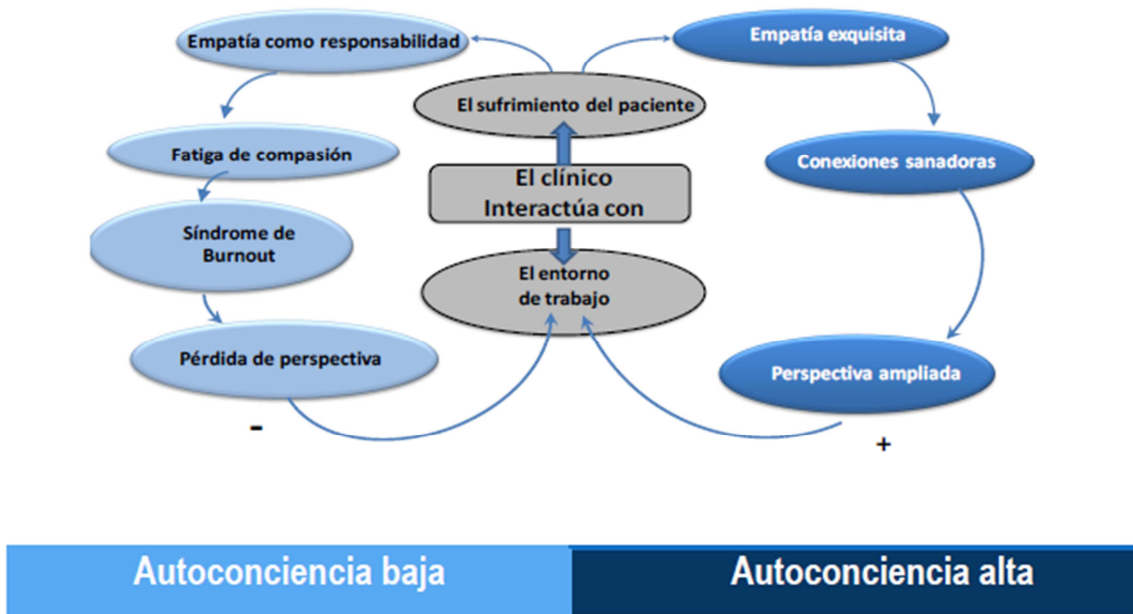 Empatía como responsabilidad
Empatía exquisita
El sufrimiento del paciente
Fatiga de compasión
Conexiones sanadoras
El clínico
Interactúa con
Síndrome de
Burnout
El entorno
de trabajo
Pérdida de perspectiva
Perspectiva ampliada
-
+
Autoconciencia baja
Autoconciencia alta